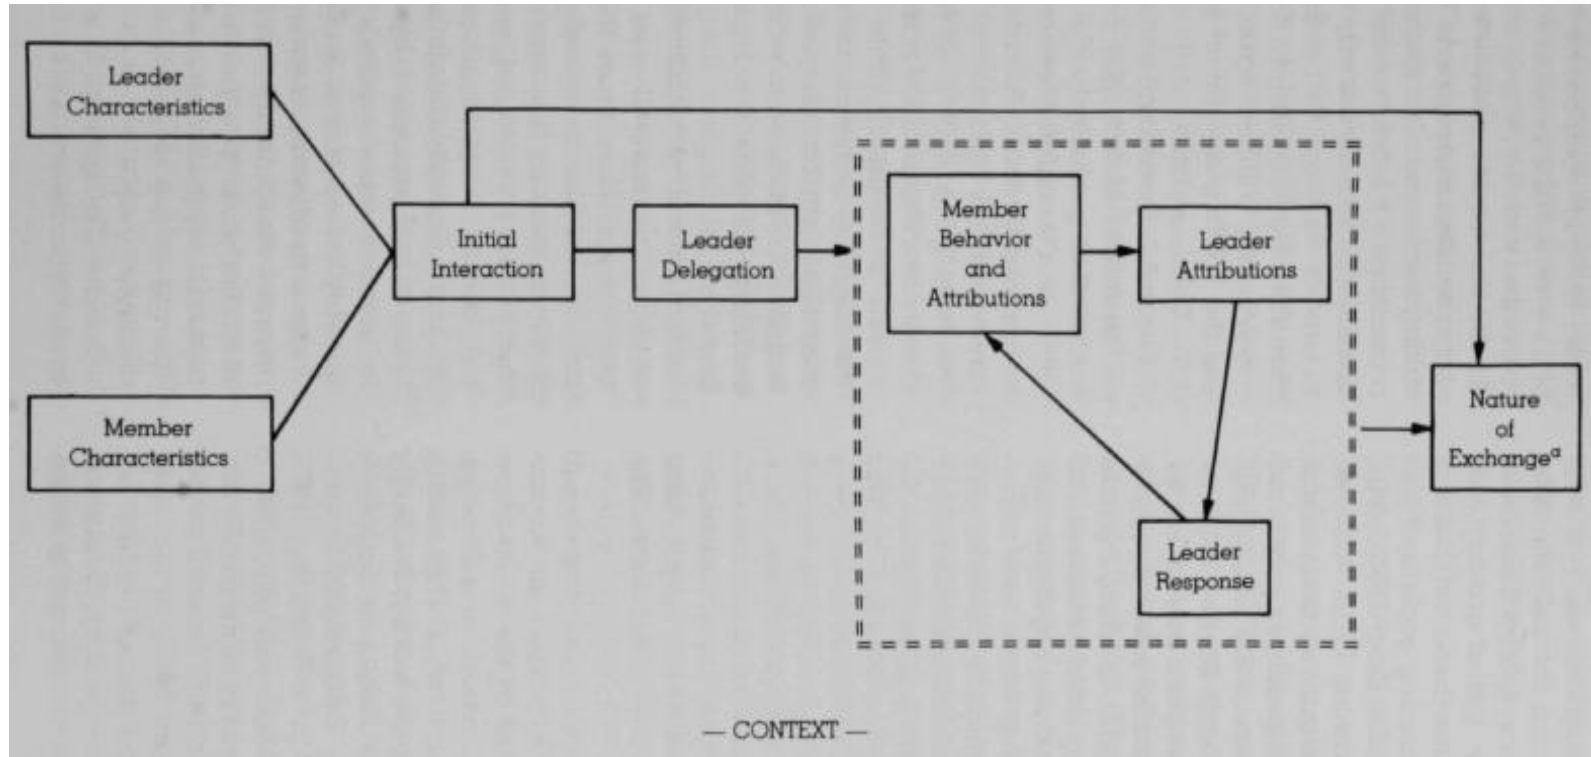 Leader
Characteristics
Member
Characteristics
Initial
Interaction
Leader
Delegation
Member
Behavior
and
Attributions
Leader
Attributions
Leader
Response
Nature
of
Exchangeᵃ
— CONTEXT —